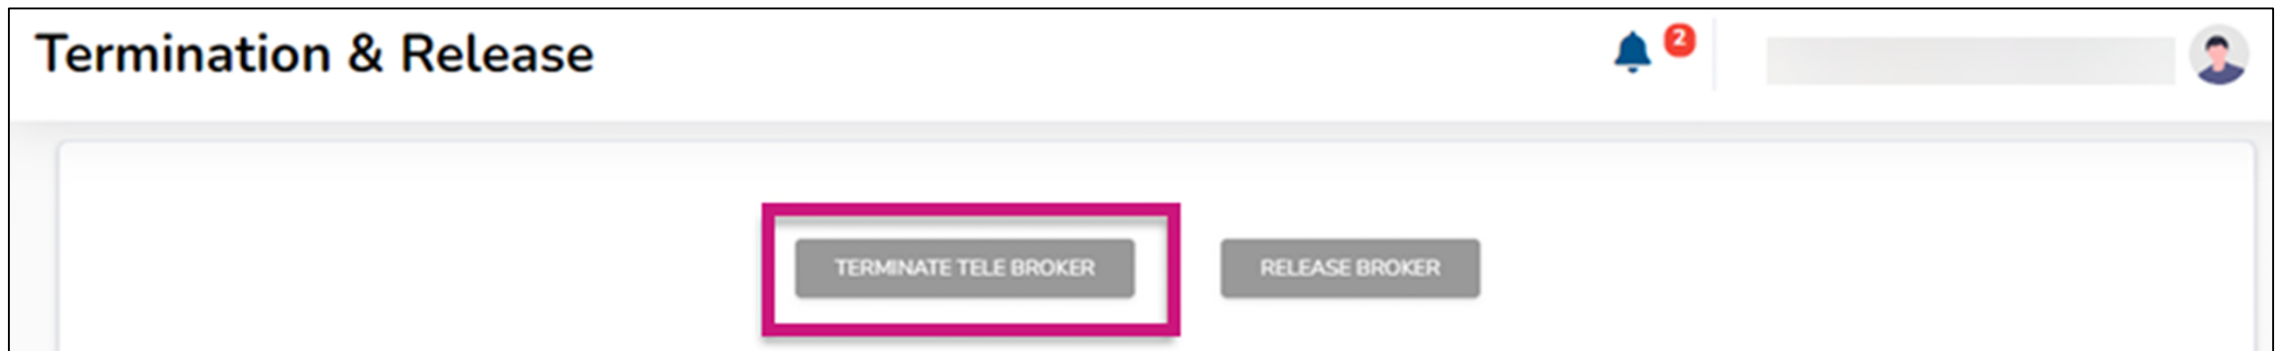 Termination & Release
2
TERMINATE TELE BROKER
RELEASE BROKER